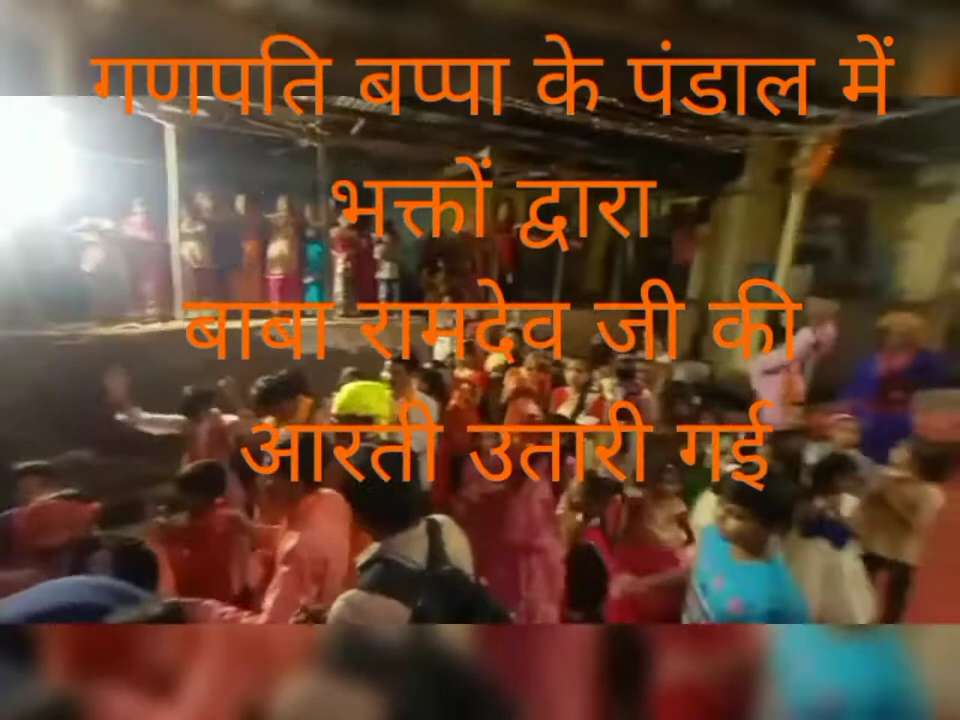 गणपति बप्पा के पंडाल में
भक्तों द्वारा
बाबा रामदेव जी की
आरती उतारी गई